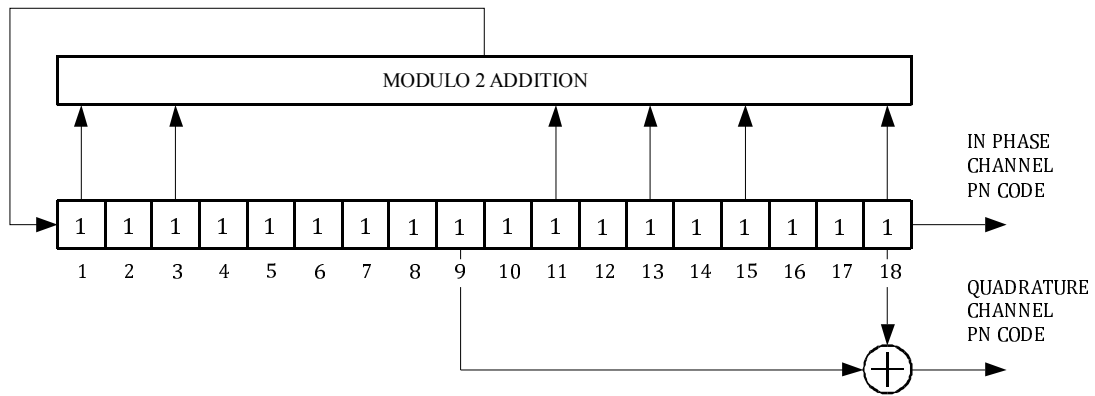 MODULO 2 ADDITION
IN PHASE
CHANNEL
PN CODE
1 1 1 1 1 1 1 1 1 1 1 1 1 1 1 1 1 1
1 2 3 4 5 6 7 8 9 10 11 12 13 14 15 16 17 18
QUADRATURE
CHANNEL
PN CODE